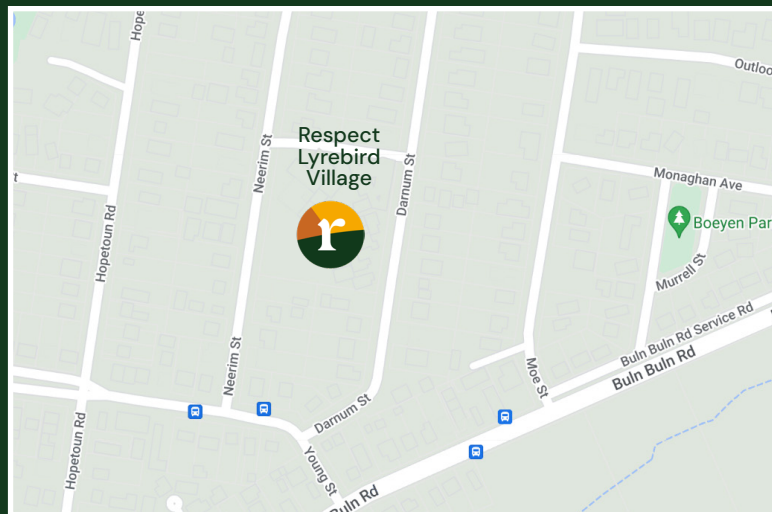 Hope
Outloo
Respect
Lyrebird
Village
Neerim St
Darnum St
Monaghan Ave
t
r
Boeyen Par
Hopetoun Rd
Murrell St
Buln Buln Rd Service Rd
Buln Buln Rd
Neerim St
Moe St
Darnum St
Hopetoun Rd
Young St
Buln Rd